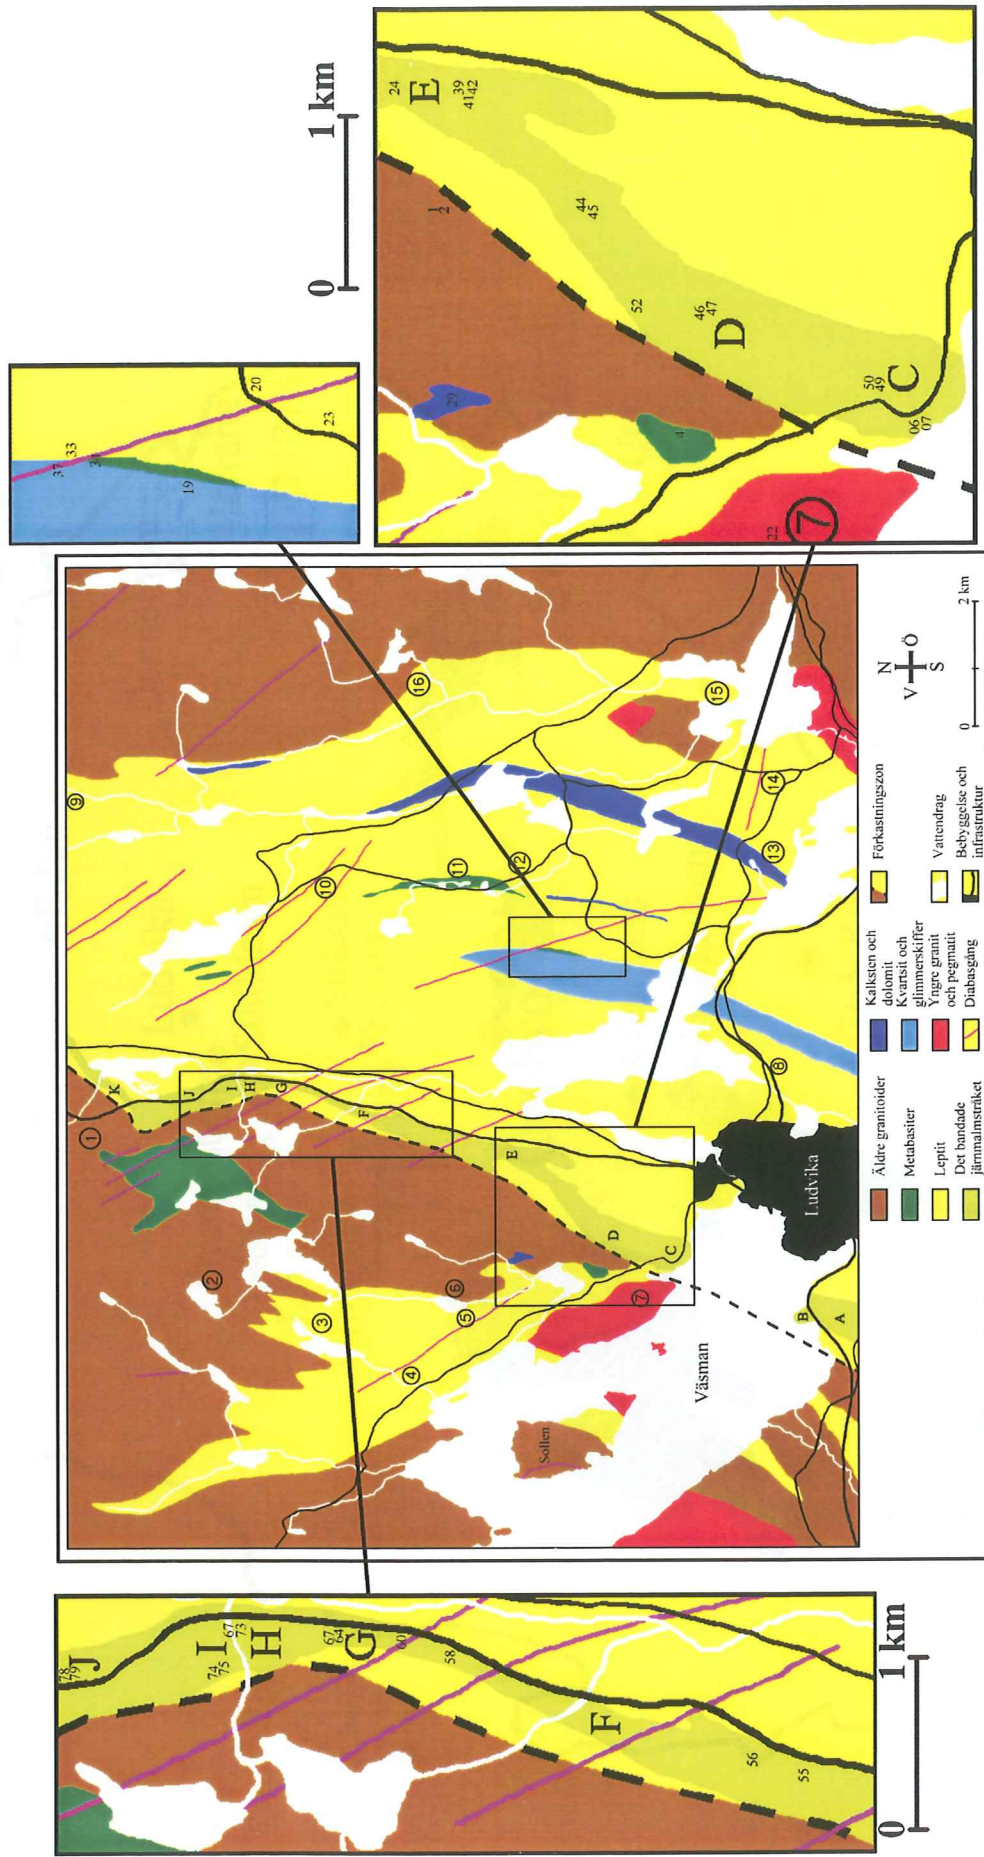 78
79
J
74
75
I
67
73
H
67
64
G
60
58
F
56
55
0
1 km
1
K
J
I
H
G
F
E
D
C
B
A
2
3
4
5
6
7
8
9
10
11
12
13
14
15
16
Sollen
Väsman
Ludvika
V N
S Ö
0
2 km
Äldre granitoider
Metabasiter
Leptit
Det bandade
järnmalmstråket
Kalksten och
dolomit
Kvartsit och
glimmerskiffer
Yngre granit
och pegmatit
Diabasgång
Förkastningszon
Vattendrag
Bebyggelse och
infrastruktur
37
33
34
19
20
23
0
1 km
24
E
39
4142
1
2
44
45
52
46
47
D
29
4
50
49
C
06
07
22
7